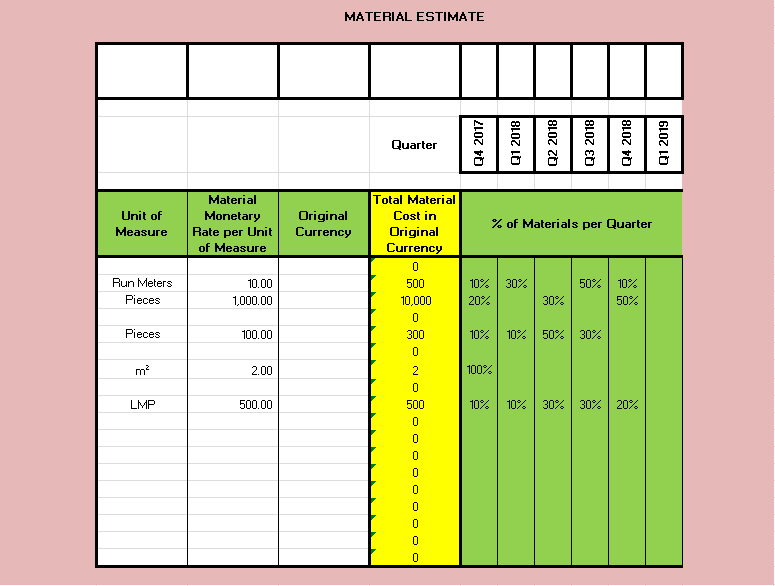 MATERIAL ESTIMATE
Quarter Q4 2017 Q1 2018 Q2 2018 Q3 2018 Q4 2018 Q1 2019
Unit of Measure Material Monetary Rate per Unit of Measure Original Currency Total Material Cost in Original Currency % of Materials per Quarter
0
Run Meters 10.00 500 10% 30% 50% 10%
Pieces 1,000.00 10,000 20% 30% 50%
0
Pieces 100.00 300 10% 10% 50% 30%
0
m² 2.00 2 100%
0
LMP 500.00 500 10% 10% 30% 30% 20%
0
0
0
0
0
0
0
0
0